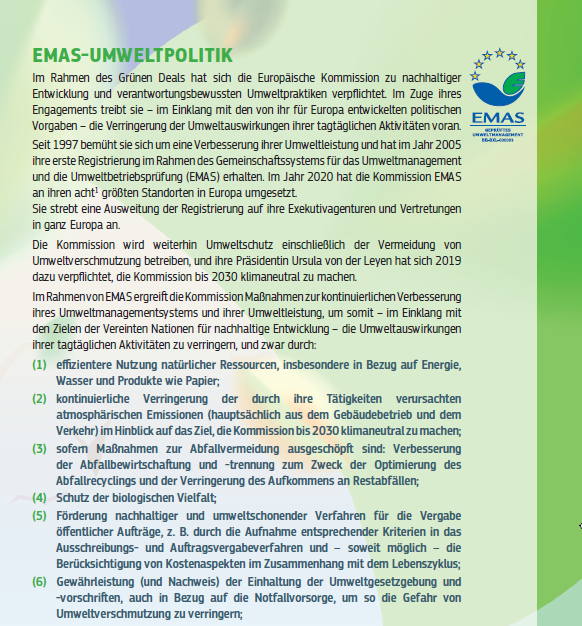 EMAS-UMWELTPOLITIK
Im Rahmen des Grünen Deals hat sich die Europäische Kommission zu nachhaltiger
Entwicklung und verantwortungsbewussten Umweltpraktiken verpflichtet. Im Zuge ihres
Engagements treibt sie – im Einklang mit den von ihr für Europa entwickelten politischen
Vorgaben – die Verringerung der Umweltauswirkungen ihrer tagtäglichen Aktivitäten voran.
Seit 1997 bemüht sie sich um eine Verbesserung ihrer Umweltleistung und hat im Jahr 2005
ihre erste Registrierung im Rahmen des Gemeinschaftssystems für das Umweltmanagement
und die Umweltbetriebsprüfung (EMAS) erhalten. Im Jahr 2020 hat die Kommission EMAS
an ihren acht¹ größten Standorten in Europa umgesetzt.
Sie strebt eine Ausweitung der Registrierung auf ihre Exekutivagenturen und Vertretungen
in ganz Europa an.
Die Kommission wird weiterhin Umweltschutz einschließlich der Vermeidung von
Umweltverschmutzung betreiben, und ihre Präsidentin Ursula von der Leyen hat sich 2019
dazu verpflichtet, die Kommission bis 2030 klimaneutral zu machen.
Im Rahmen von EMAS ergreift die Kommission Maßnahmen zur kontinuierlichen Verbesserung
ihres Umweltmanagementsystems und ihrer Umweltleistung, um somit – im Einklang mit
den Zielen der Vereinten Nationen für nachhaltige Entwicklung – die Umweltauswirkungen
ihrer tagtäglichen Aktivitäten zu verringern, und zwar durch:
(1) effizientere Nutzung natürlicher Ressourcen, insbesondere in Bezug auf Energie,
Wasser und Produkte wie Papier;
(2) kontinuierliche Verringerung der durch ihre Tätigkeiten verursachten
atmosphärischen Emissionen (hauptsächlich aus dem Gebäudebetrieb und dem
Verkehr) im Hinblick auf das Ziel, die Kommission bis 2030 klimaneutral zu machen;
(3) sofern Maßnahmen zur Abfallvermeidung ausgeschöpft sind: Verbesserung
der Abfallbewirtschaftung und -trennung zum Zweck der Optimierung des
Abfallrecyclings und der Verringerung des Aufkommens an Restabfällen;
(4) Schutz der biologischen Vielfalt;
(5) Förderung nachhaltiger und umweltschonender Verfahren für die Vergabe
öffentlicher Aufträge, z. B. durch die Aufnahme entsprechender Kriterien in das
Ausschreibungs- und Auftragsvergabeverfahren und – soweit möglich – die
Berücksichtigung von Kostenaspekten im Zusammenhang mit dem Lebenszyklus;
(6) Gewährleistung (und Nachweis) der Einhaltung der Umweltgesetzgebung und
-vorschriften, auch in Bezug auf die Notfallvorsorge, um so die Gefahr von
Umweltverschmutzung zu verringern;
EMAS
GEPRÜFTES
UMWELTMANAGEMENT